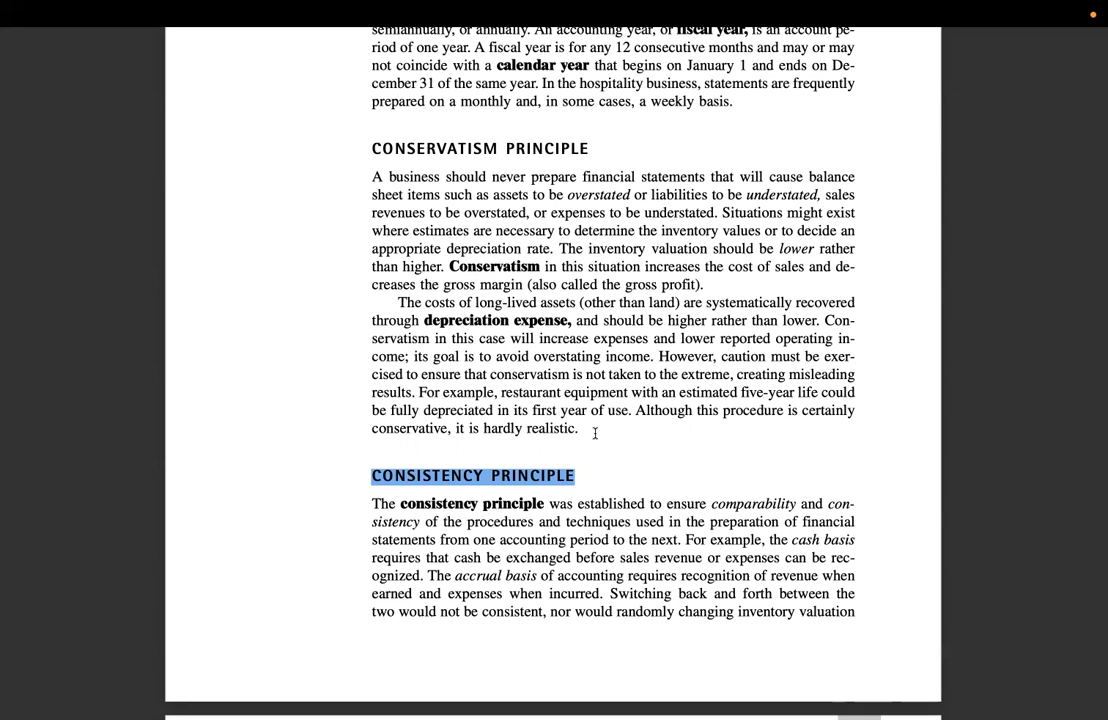 semiannually, or annually. An accounting year, or fiscal year, is an account pe-
riod of one year. A fiscal year is for any 12 consecutive months and may or may
not coincide with a calendar year that begins on January 1 and ends on De-
cember 31 of the same year. In the hospitality business, statements are frequently
prepared on a monthly and, in some cases, a weekly basis.
CONSERVATISM PRINCIPLE
A business should never prepare financial statements that will cause balance
sheet items such as assets to be overstated or liabilities to be understated, sales
revenues to be overstated, or expenses to be understated. Situations might exist
where estimates are necessary to determine the inventory values or to decide an
appropriate depreciation rate. The inventory valuation should be lower rather
than higher. Conservatism in this situation increases the cost of sales and de-
creases the gross margin (also called the gross profit).
The costs of long-lived assets (other than land) are systematically recovered
through depreciation expense, and should be higher rather than lower. Con-
servatism in this case will increase expenses and lower reported operating in-
come; its goal is to avoid overstating income. However, caution must be exer-
cised to ensure that conservatism is not taken to the extreme, creating misleading
results. For example, restaurant equipment with an estimated five-year life could
be fully depreciated in its first year of use. Although this procedure is certainly
conservative, it is hardly realistic.
CONSISTENCY PRINCIPLE
The consistency principle was established to ensure comparability and con-
sistency of the procedures and techniques used in the preparation of financial
statements from one accounting period to the next. For example, the cash basis
requires that cash be exchanged before sales revenue or expenses can be rec-
ognized. The accrual basis of accounting requires recognition of revenue when
earned and expenses when incurred. Switching back and forth between the
two would not be consistent, nor would randomly changing inventory valuation